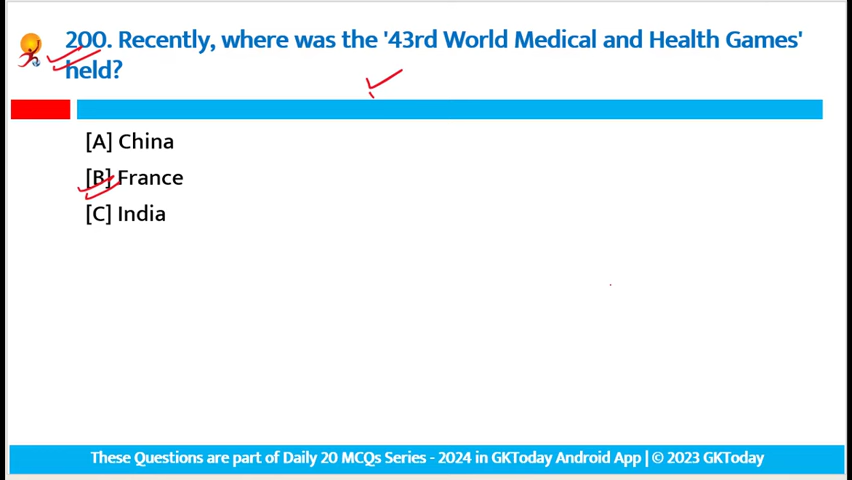 200. Recently, where was the '43rd World Medical and Health Games'
held?
[A] China
[B] France
[C] India
These Questions are part of Daily 20 MCQs Series - 2024 in GKToday Android App | © 2023 GKToday